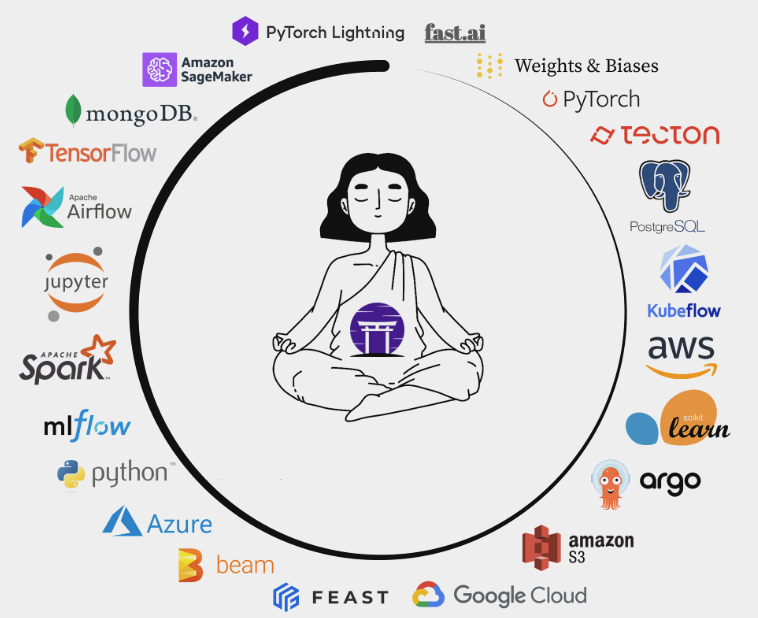 PyTorch Lightning
fast.ai
Weights & Biases
PyTorch
TECTON
PostgreSQL
Kubeflow
aws
scikit
learn
argo
amazon
S3
Google Cloud
FEAST
beam
Azure
python™
mlflow
APACHE
Spark™
jupyter
Apache
Airflow
TensorFlow
mongoDB®
Amazon
SageMaker